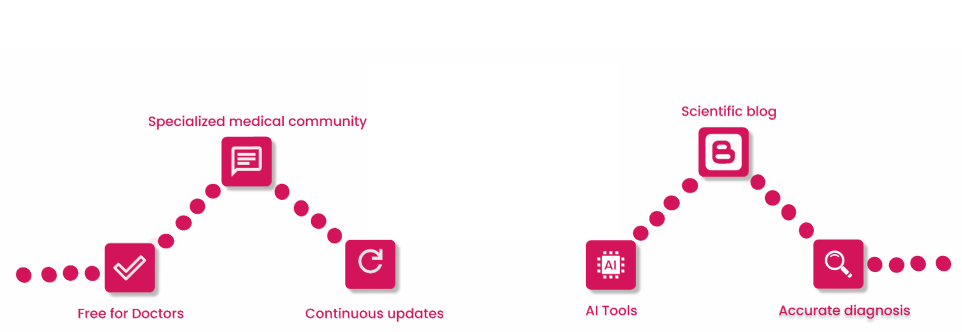 Specialized medical community
Scientific blog
AI
Free for Doctors
Continuous updates
AI Tools
Accurate diagnosis